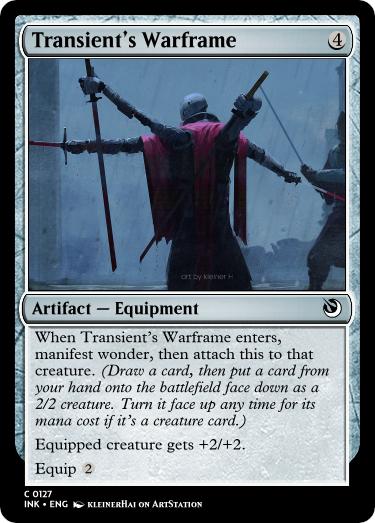 Transient's Warframe 4
art by kleiner H
Artifact — Equipment
When Transient's Warframe enters,
manifest wonder, then attach this to that
creature. (Draw a card, then put a card from
your hand onto the battlefield face down as a
2/2 creature. Turn it face up any time for its
mana cost if it's a creature card.)
Equipped creature gets +2/+2.
Equip 2
C 0127
INK • ENG KLEINERHAI ON ARTSTATION